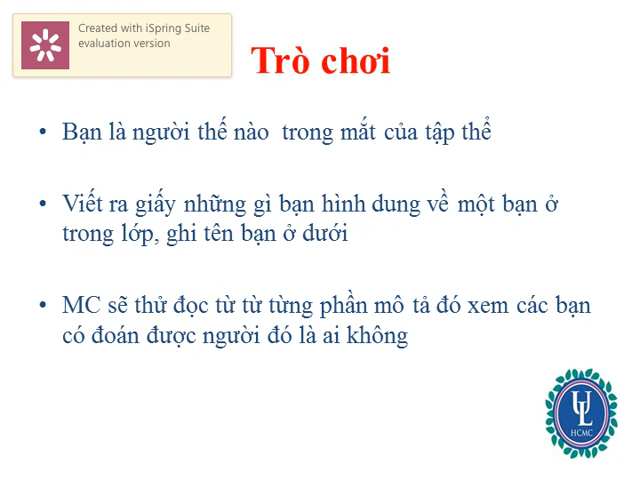 Created with iSpring Suite
evaluation version
Trò chơi
• Bạn là người thế nào trong mắt của tập thể
• Viết ra giấy những gì bạn hình dung về một bạn ở
trong lớp, ghi tên bạn ở dưới
• MC sẽ thử đọc từ từ từng phần mô tả đó xem các bạn
có đoán được người đó là ai không
UL
HCMC